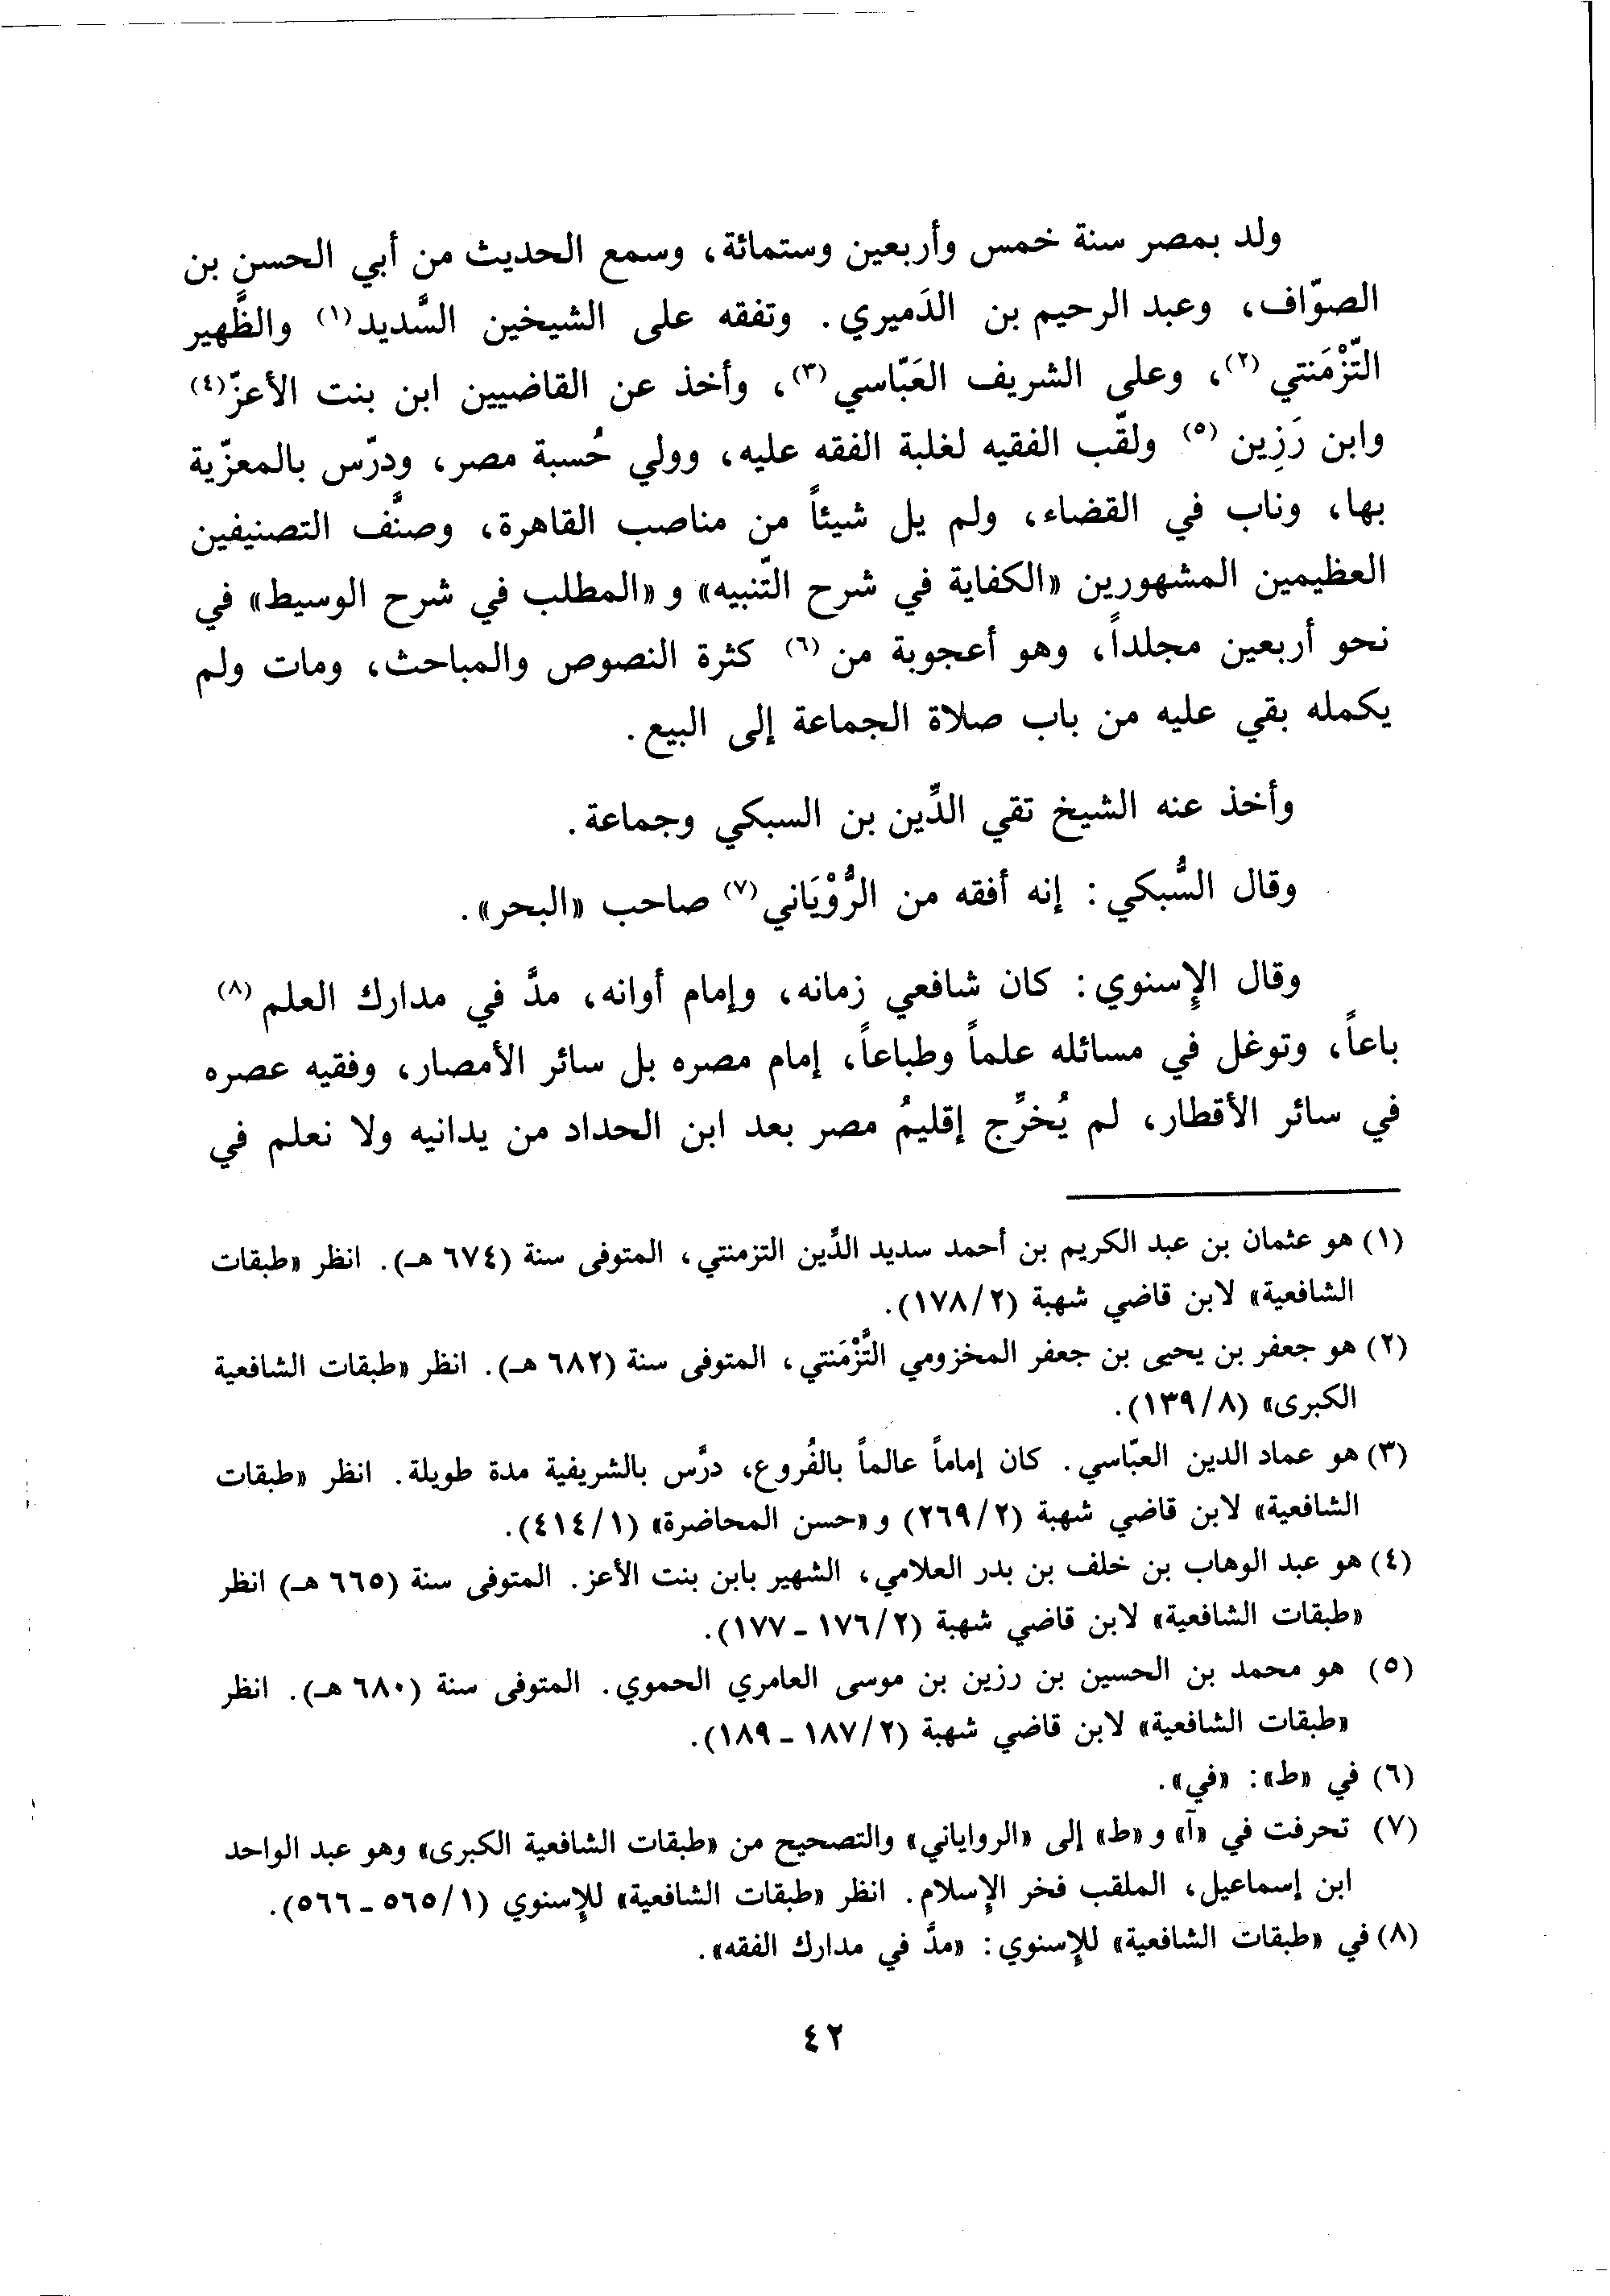 ولد بمصر سنة خمس وأربعين وستمائة، وسمع الحديث من أبي الحسن بن
الصوّاف، وعبد الرحيم بن الدَميري. وتفقه على الشيخين السَّديد(١) والظَّهير
التّزْمَنتي(٢)، وعلى الشريف العَبّاسي(٣)، وأخذ عن القاضيين ابن بنت الأعزّ(٤)
وابن رَزِين(٥) ولقّب الفقيه لغلبة الفقه عليه، وولي حُسبة مصر، ودرّس بالمعزّية
بها، وناب في القضاء، ولم يل شيئاً من مناصب القاهرة، وصنَّف التصنيفين
العظيمين المشهورين «الكفاية في شرح التّنبيه» و«المطلب في شرح الوسيط» في
نحو أربعين مجلداً، وهو أعجوبة من(٦) كثرة النصوص والمباحث، ومات ولم
يكمله بقي عليه من باب صلاة الجماعة إلى البيع.
وأخذ عنه الشيخ تقي الدِّين بن السبكي وجماعة.
وقال السُّبكي: إنه أفقه من الرُّوْيَاني(٧) صاحب «البحر».
وقال الإِسنوي: كان شافعي زمانه، وإمام أوانه، مدَّ في مدارك العلم(٨)
باعاً، وتوغل في مسائله علماً وطباعاً، إمام مصره بل سائر الأمصار، وفقيه عصره
في سائر الأقطار، لم يُخرِّج إقليمُ مصر بعد ابن الحداد من يدانيه ولا نعلم في
(١) هو عثمان بن عبد الكريم بن أحمد سديد الدِّين التزمنتي، المتوفى سنة (٦٧٤ هـ). انظر «طبقات
الشافعية» لابن قاضي شهبة (١٧٨/٢).
(٢) هو جعفر بن يحيى بن جعفر المخزومي التَّزْمَنتي، المتوفى سنة (٦٨٢ هـ). انظر «طبقات الشافعية
الكبرى» (١٣٩/٨).
(٣) هو عماد الدين العبّاسي. كان إماماً عالماً بالفُروع، درَّس بالشريفية مدة طويلة. انظر «طبقات
الشافعية» لابن قاضي شهبة (٢٦٩/٢) و«حسن المحاضرة» (٤١٤/١).
(٤) هو عبد الوهاب بن خلف بن بدر العلامي، الشهير بابن بنت الأعز. المتوفى سنة (٦٦٥ هـ) انظر
«طبقات الشافعية» لابن قاضي شهبة (١٧٦/٢ - ١٧٧).
(٥) هو محمد بن الحسين بن رزين بن موسى العامري الحموي. المتوفى سنة (٦٨٠ هـ). انظر
«طبقات الشافعية» لابن قاضي شهبة (١٨٧/٢ - ١٨٩).
(٦) في «ط»: «في».
(٧) تحرفت في «آ» و«ط» إلى «الرواياني» والتصحيح من «طبقات الشافعية الكبرى» وهو عبد الواحد
ابن إسماعيل، الملقب فخر الإِسلام. انظر «طبقات الشافعية» للإِسنوي (٥٦٥/١ - ٥٦٦).
(٨) في «طبقات الشافعية» للإِسنوي: «مدَّ في مدارك الفقه».
٤٢